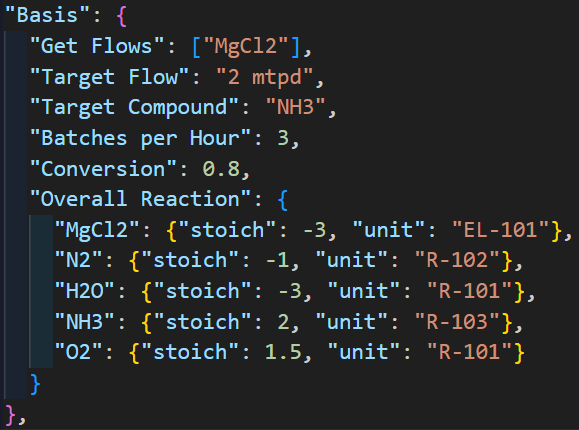 "Basis": {
"Get Flows": ["MgCl2"],
"Target Flow": "2 mtpd",
"Target Compound": "NH3",
"Batches per Hour": 3,
"Conversion": 0.8,
"Overall Reaction": {
"MgCl2": {"stoich": -3, "unit": "EL-101"},
"N2": {"stoich": -1, "unit": "R-102"},
"H2O": {"stoich": -3, "unit": "R-101"},
"NH3": {"stoich": 2, "unit": "R-103"},
"O2": {"stoich": 1.5, "unit": "R-101"}
}
},